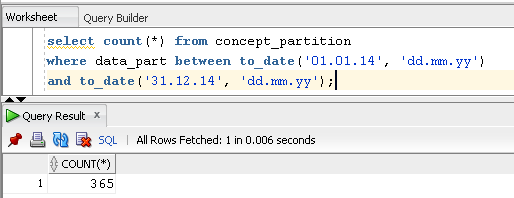 Worksheet Query Builder
select count(*) from concept_partition
where data_part between to_date('01.01.14', 'dd.mm.yy')
and to_date('31.12.14', 'dd.mm.yy');
Query Result x
SQL | All Rows Fetched: 1 in 0.006 seconds
COUNT(*)
1 365